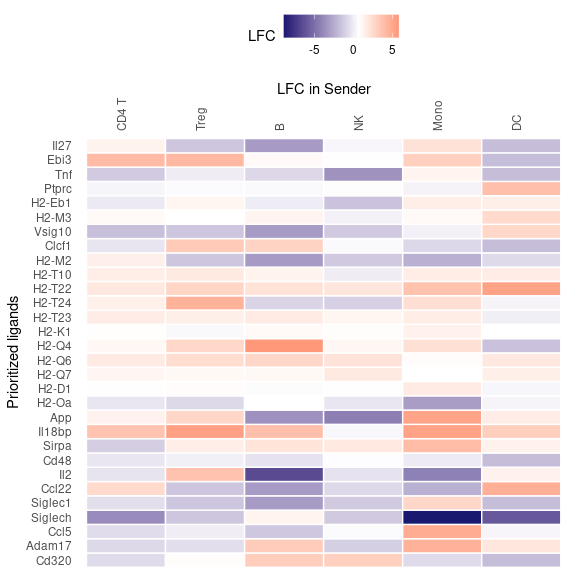 LFC
-5 0 5
LFC in Sender
CD4 T Treg B NK Mono DC
Prioritized ligands
Il27
Ebi3
Tnf
Ptprc
H2-Eb1
H2-M3
Vsig10
Clcf1
H2-M2
H2-T10
H2-T22
H2-T24
H2-T23
H2-K1
H2-Q4
H2-Q6
H2-Q7
H2-D1
H2-Oa
App
Il18bp
Sirpa
Cd48
Il2
Ccl22
Siglec1
Siglech
Ccl5
Adam17
Cd320